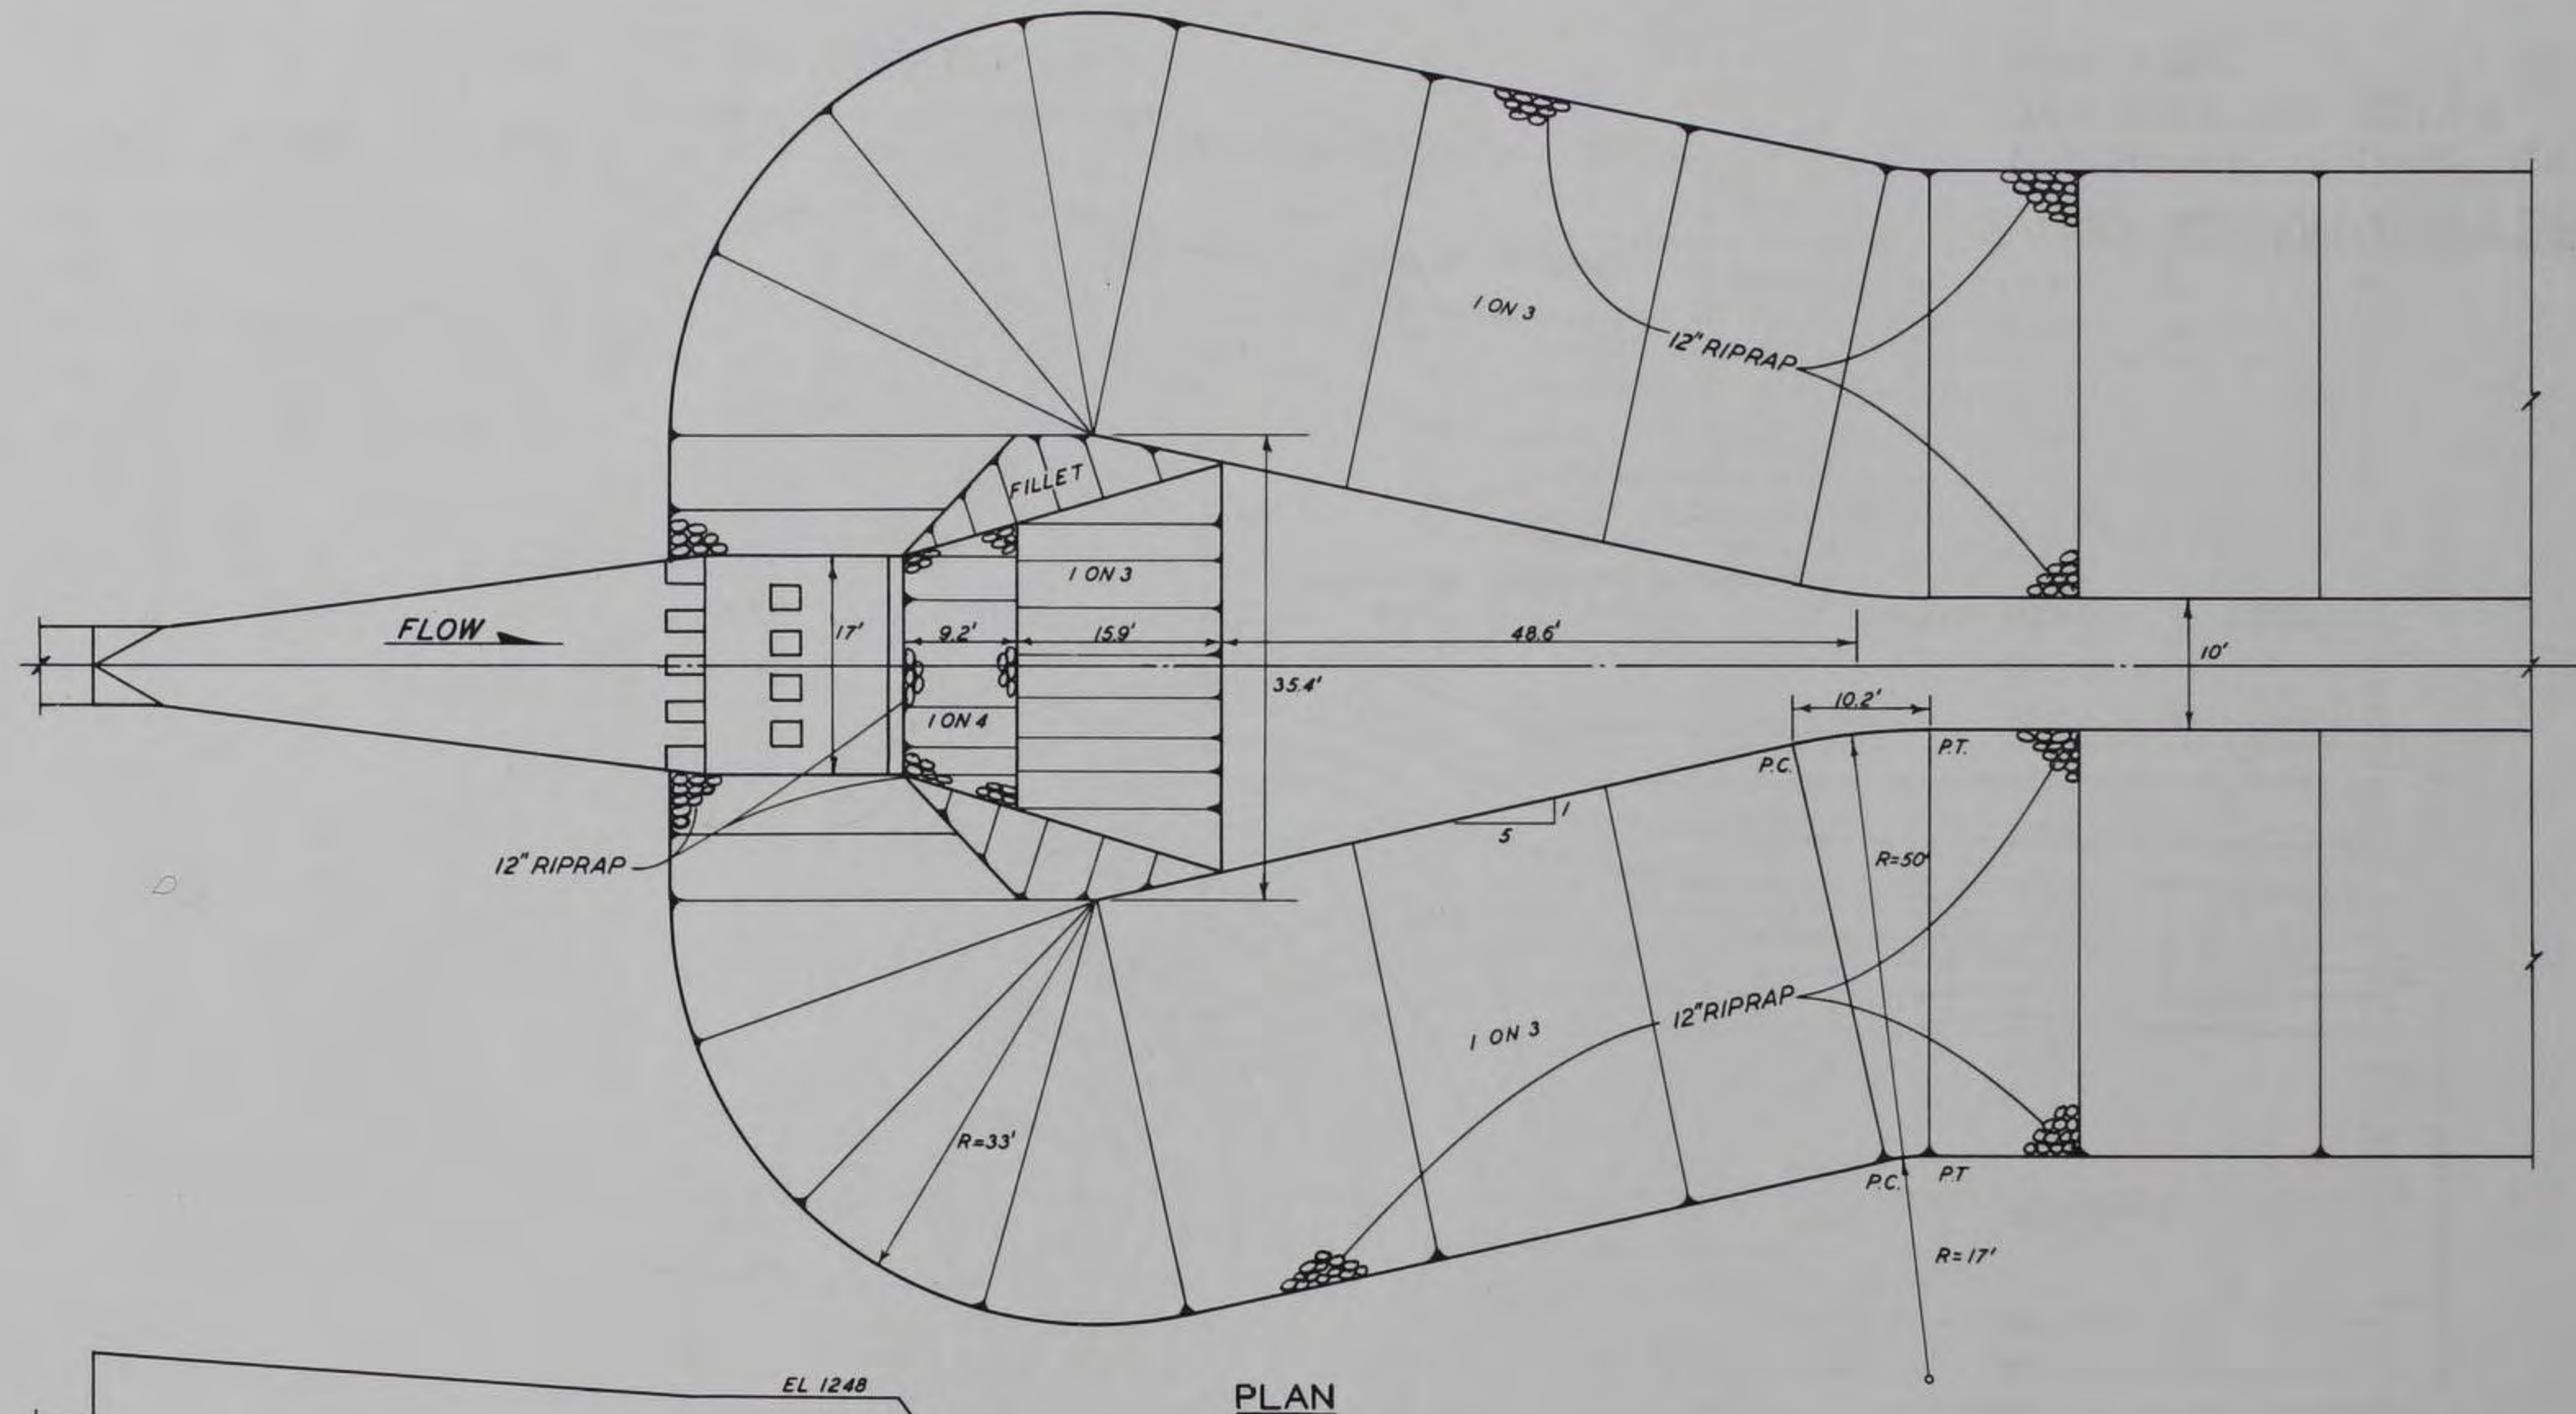 1 ON 3
12" RIPRAP
FILLET
1 ON 3
FLOW
17'
9.2'
15.9'
48.6'
10'
35.4'
10.2'
1 ON 4
P.C.
P.T.
1
5
12" RIPRAP
R=50'
12" RIPRAP
1 ON 3
R=33'
P.C.
P.T
R=17'
EL 1248
PLAN